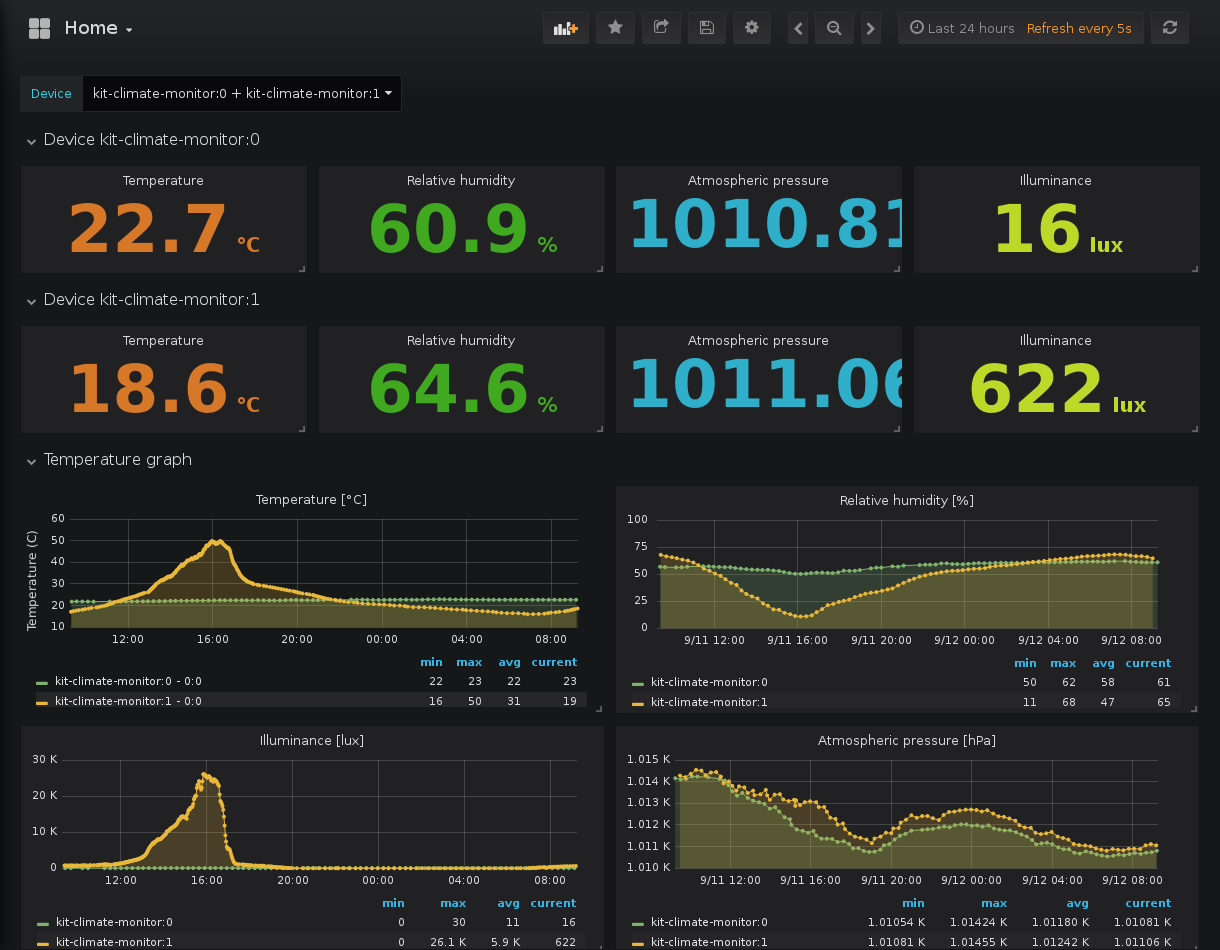 Home
Last 24 hours Refresh every 5s
Device kit-climate-monitor:0 + kit-climate-monitor:1
Device kit-climate-monitor:0
Temperature Relative humidity Atmospheric pressure Illuminance
22.7 °C 60.9 % 1010.81 16 lux
Device kit-climate-monitor:1
Temperature Relative humidity Atmospheric pressure Illuminance
18.6 °C 64.6 % 1011.06 622 lux
Temperature graph
Temperature [°C]
Temperature (C)
60
50
40
30
20
10
12:00 16:00 20:00 00:00 04:00 08:00
min max avg current
kit-climate-monitor:0 - 0:0 22 23 22 23
kit-climate-monitor:1 - 0:0 16 50 31 19
Relative humidity [%]
100
75
50
25
0
9/11 12:00 9/11 16:00 9/11 20:00 9/12 00:00 9/12 04:00 9/12 08:00
min max avg current
kit-climate-monitor:0 50 62 58 61
kit-climate-monitor:1 11 68 47 65
Illuminance [lux]
30 K
20 K
10 K
0
12:00 16:00 20:00 00:00 04:00 08:00
min max avg current
kit-climate-monitor:0 0 30 11 16
kit-climate-monitor:1 0 26.1 K 5.9 K 622
Atmospheric pressure [hPa]
1.015 K
1.014 K
1.013 K
1.012 K
1.011 K
1.010 K
9/11 12:00 9/11 16:00 9/11 20:00 9/12 00:00 9/12 04:00 9/12 08:00
min max avg current
kit-climate-monitor:0 1.01054 K 1.01424 K 1.01180 K 1.01081 K
kit-climate-monitor:1 1.01081 K 1.01455 K 1.01242 K 1.01106 K